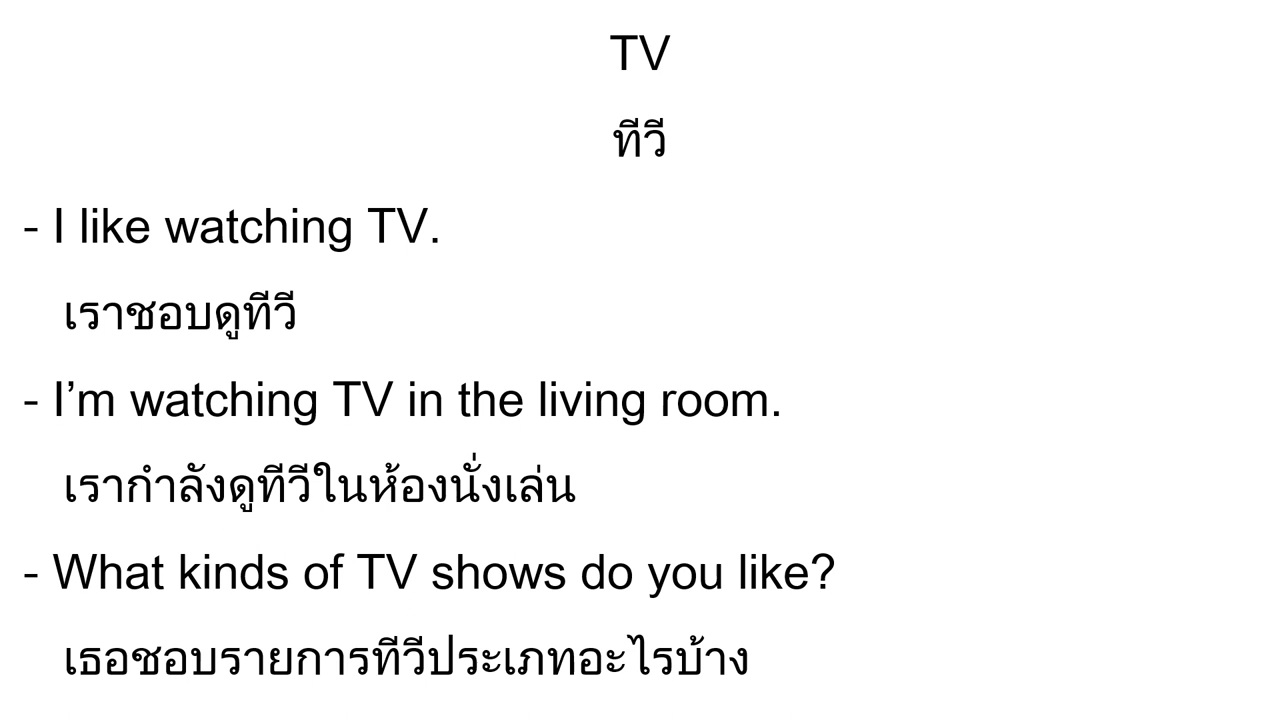 TV
ทีวี
- I like watching TV.
เราชอบดูทีวี
- I’m watching TV in the living room.
เรากำลังดูทีวีในห้องนั่งเล่น
- What kinds of TV shows do you like?
เธอชอบรายการทีวีประเภทอะไรบ้าง